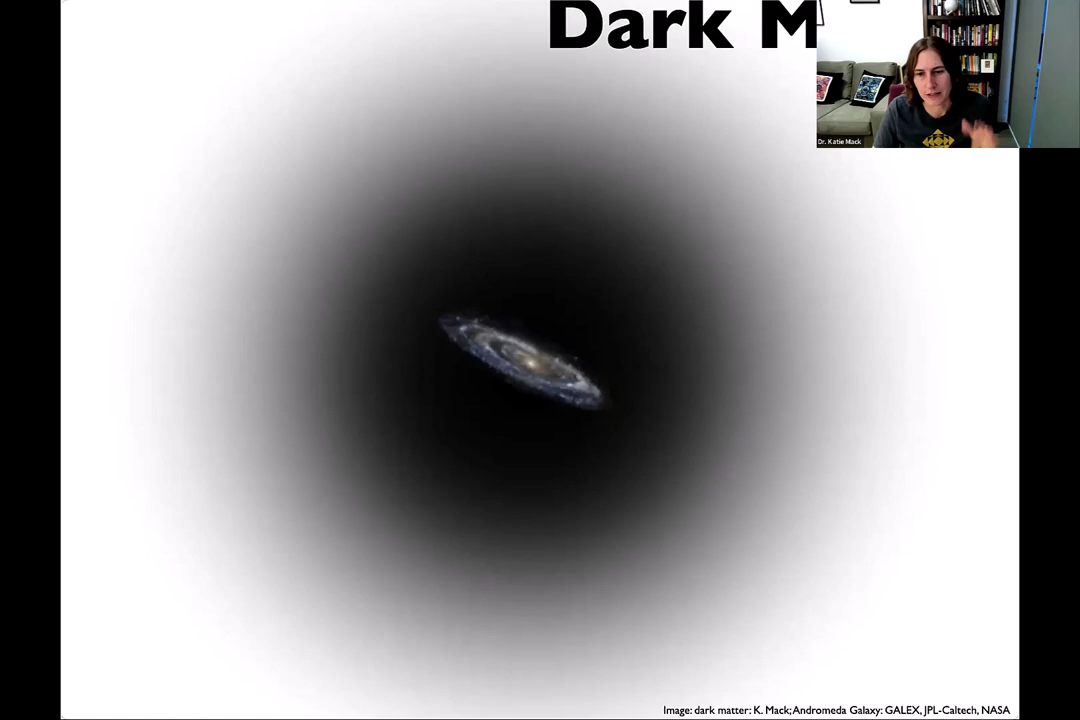 Dark M
Dr. Katie Mack
Image: dark matter: K. Mack; Andromeda Galaxy: GALEX, JPL-Caltech, NASA